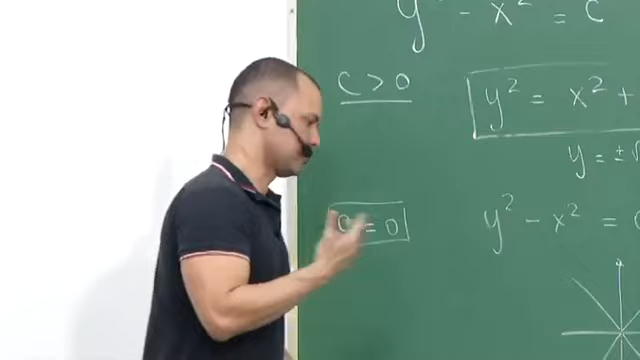 y² - x² = c
c > 0
y² = x² +
y = ±√
c = 0
y² - x² =